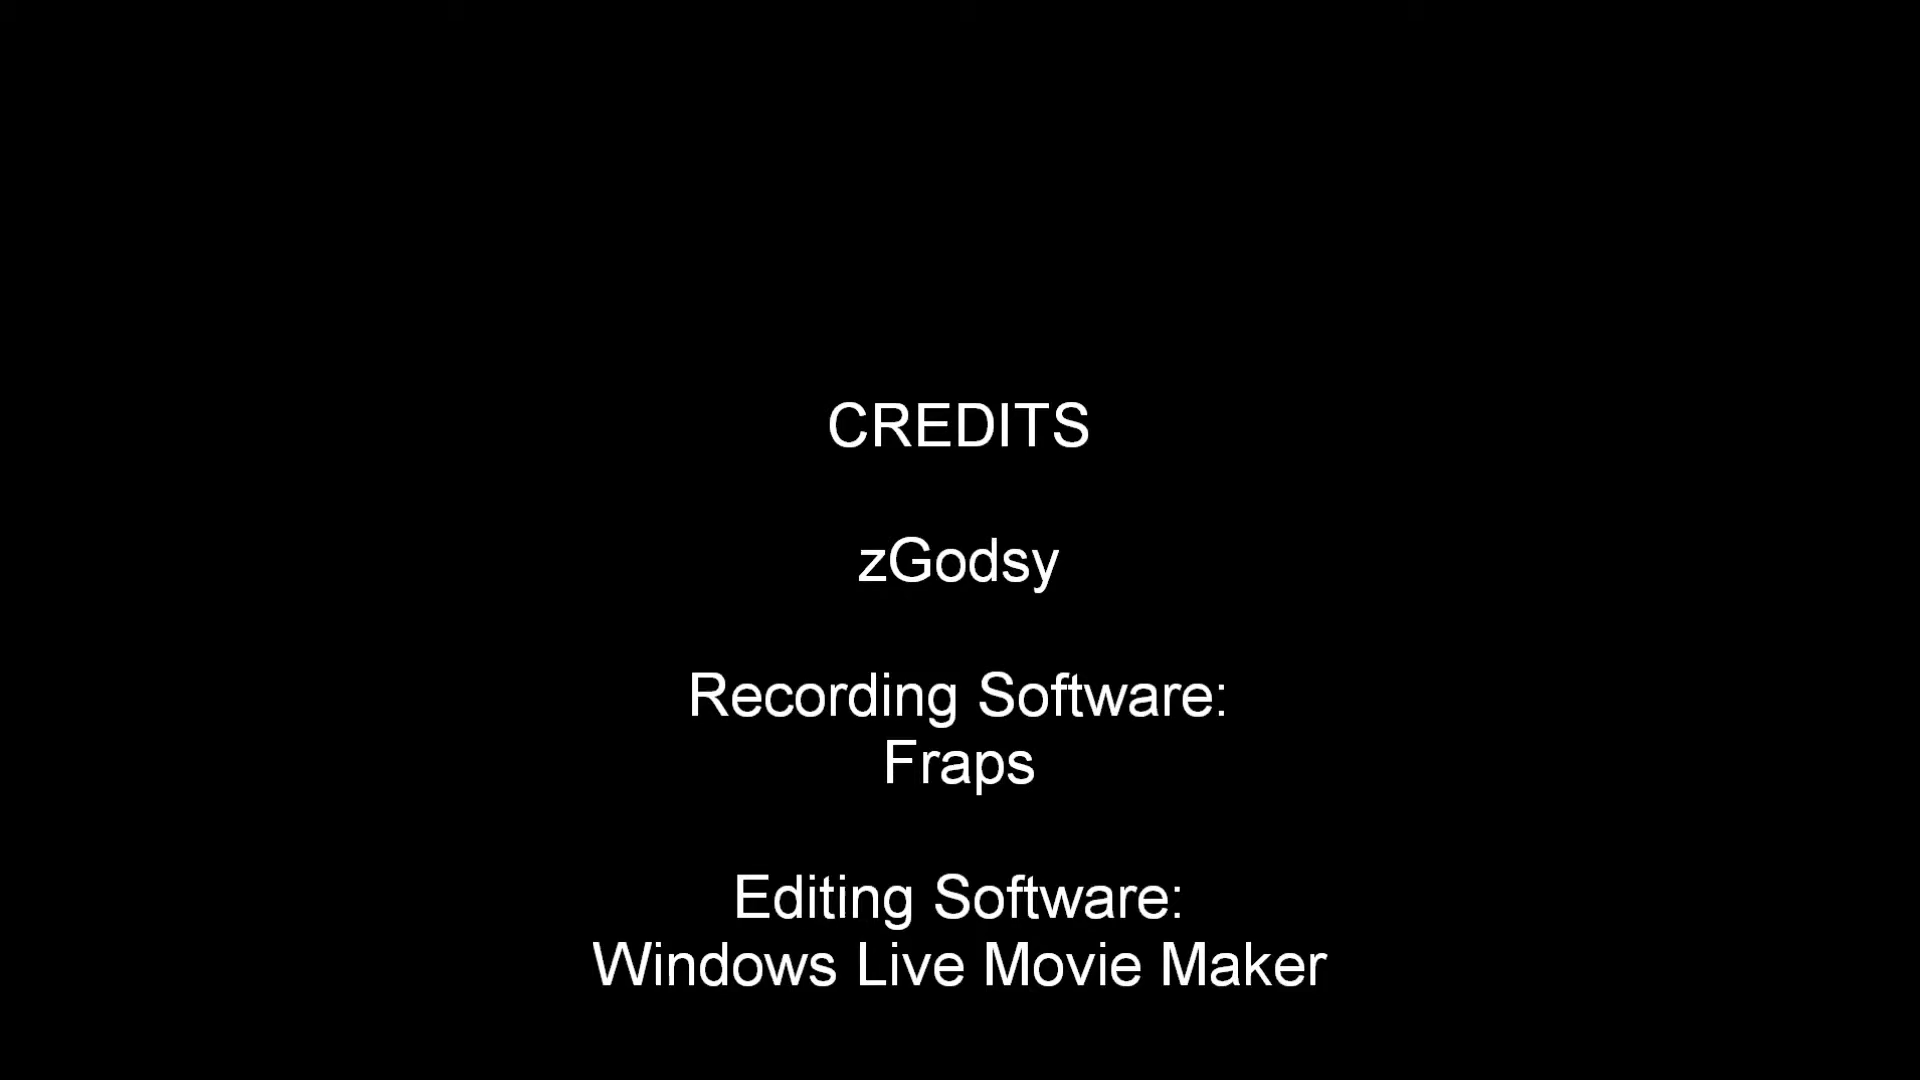 CREDITS
zGodsy
Recording Software:
Fraps
Editing Software:
Windows Live Movie Maker